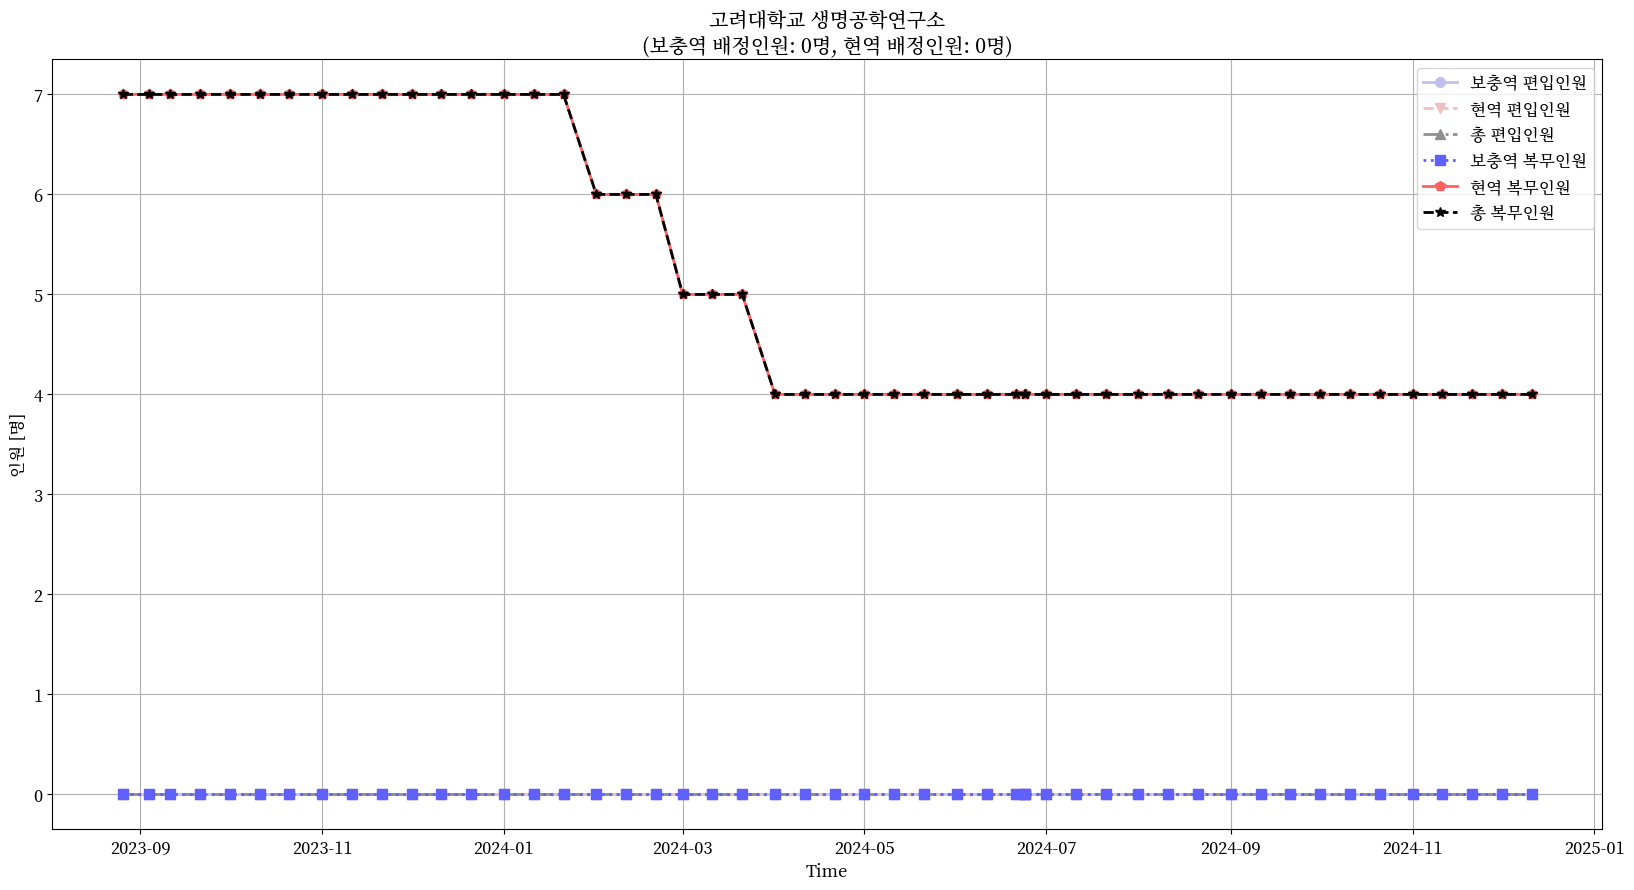 고려대학교 생명공학연구소
(보충역 배정인원: 0명, 현역 배정인원: 0명)
보충역 편입인원
현역 편입인원
총 편입인원
보충역 복무인원
현역 복무인원
총 복무인원
인원 [명]
7
6
5
4
3
2
1
0
2023-09
2023-11
2024-01
2024-03
2024-05
2024-07
2024-09
2024-11
2025-01
Time